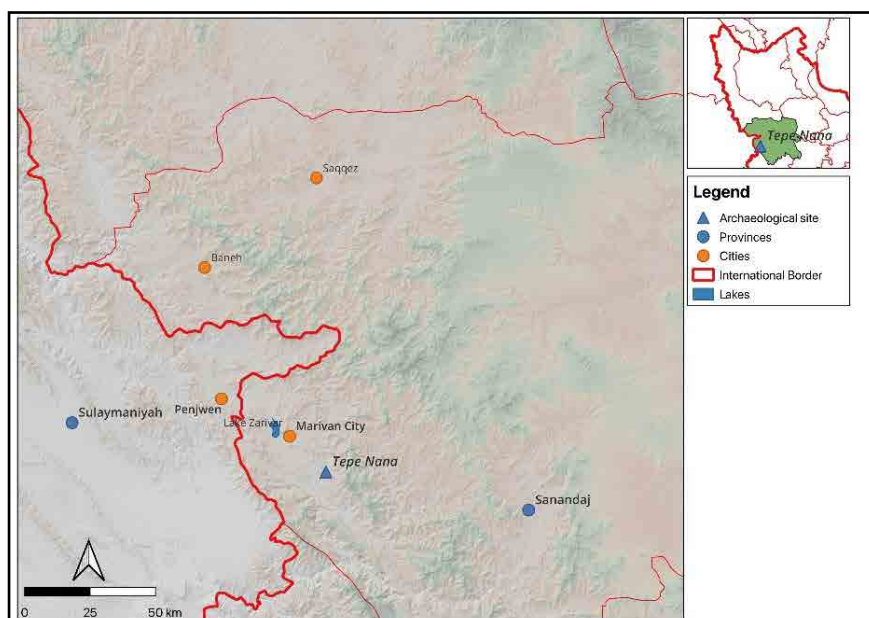 Saqqez
Baneh
Sulaymaniyah
Penjwen
Lake Zarivar
Marivan City
Tepe Nana
Sanandaj
0 25 50 km
Tepe Nana
Legend
Archaeological site
Provinces
Cities
International Border
Lakes